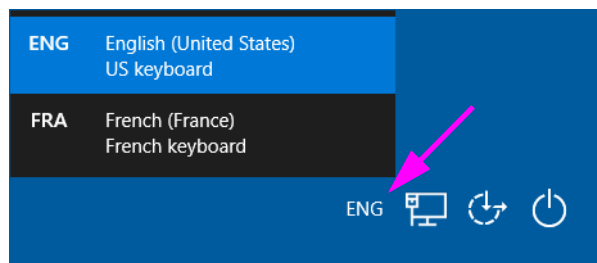 ENG English (United States)
US keyboard
FRA French (France)
French keyboard
ENG